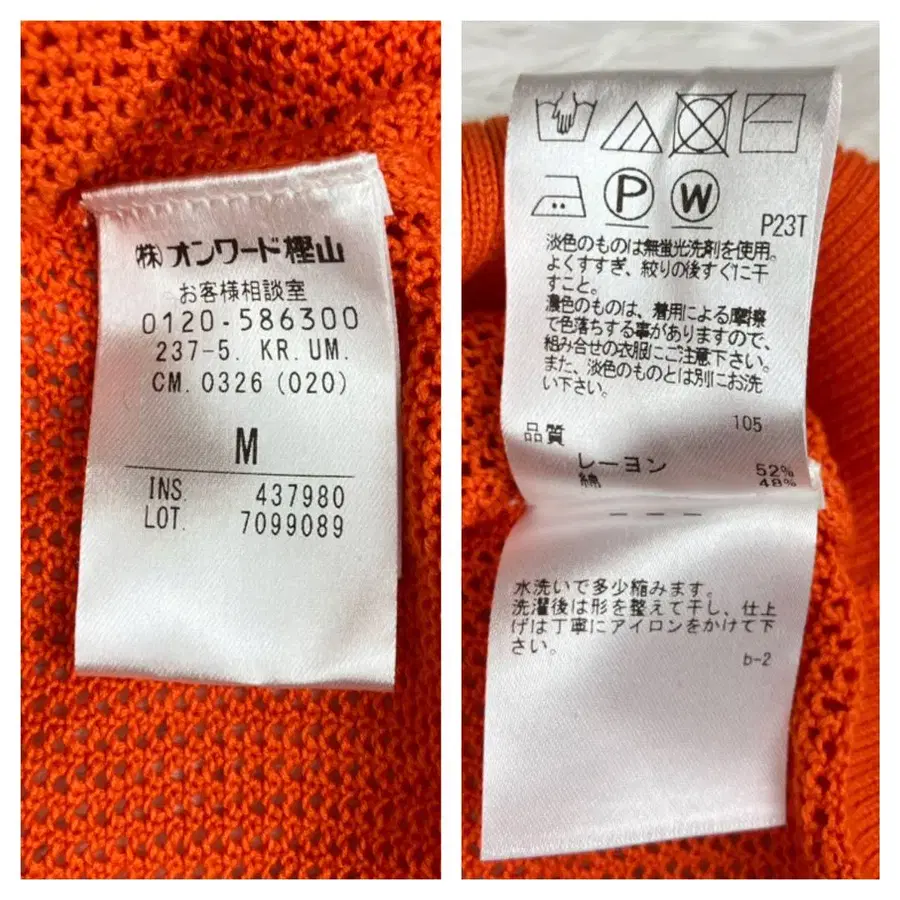 (株)オンワード樫山
お客様相談室
0120-586300
237-5. KR. UM.
CM. 0326 (020)
M
INS. 437980
LOT. 7099089
P W
P23T
淡色のものは無蛍光洗剤を使用。
よくすすぎ、絞りの後すぐに干
すこと。
濃色のものは、着用による摩擦
で色落ちする事がありますので、
組み合せの衣服にご注意下さい。
また、淡色のものとは別にお洗
い下さい。
105
品質
レーヨン 52%
綿 48%
水洗いで多少縮みます。
洗濯後は形を整えて干し、仕上
げは丁寧にアイロンをかけて下
さい。
b-2